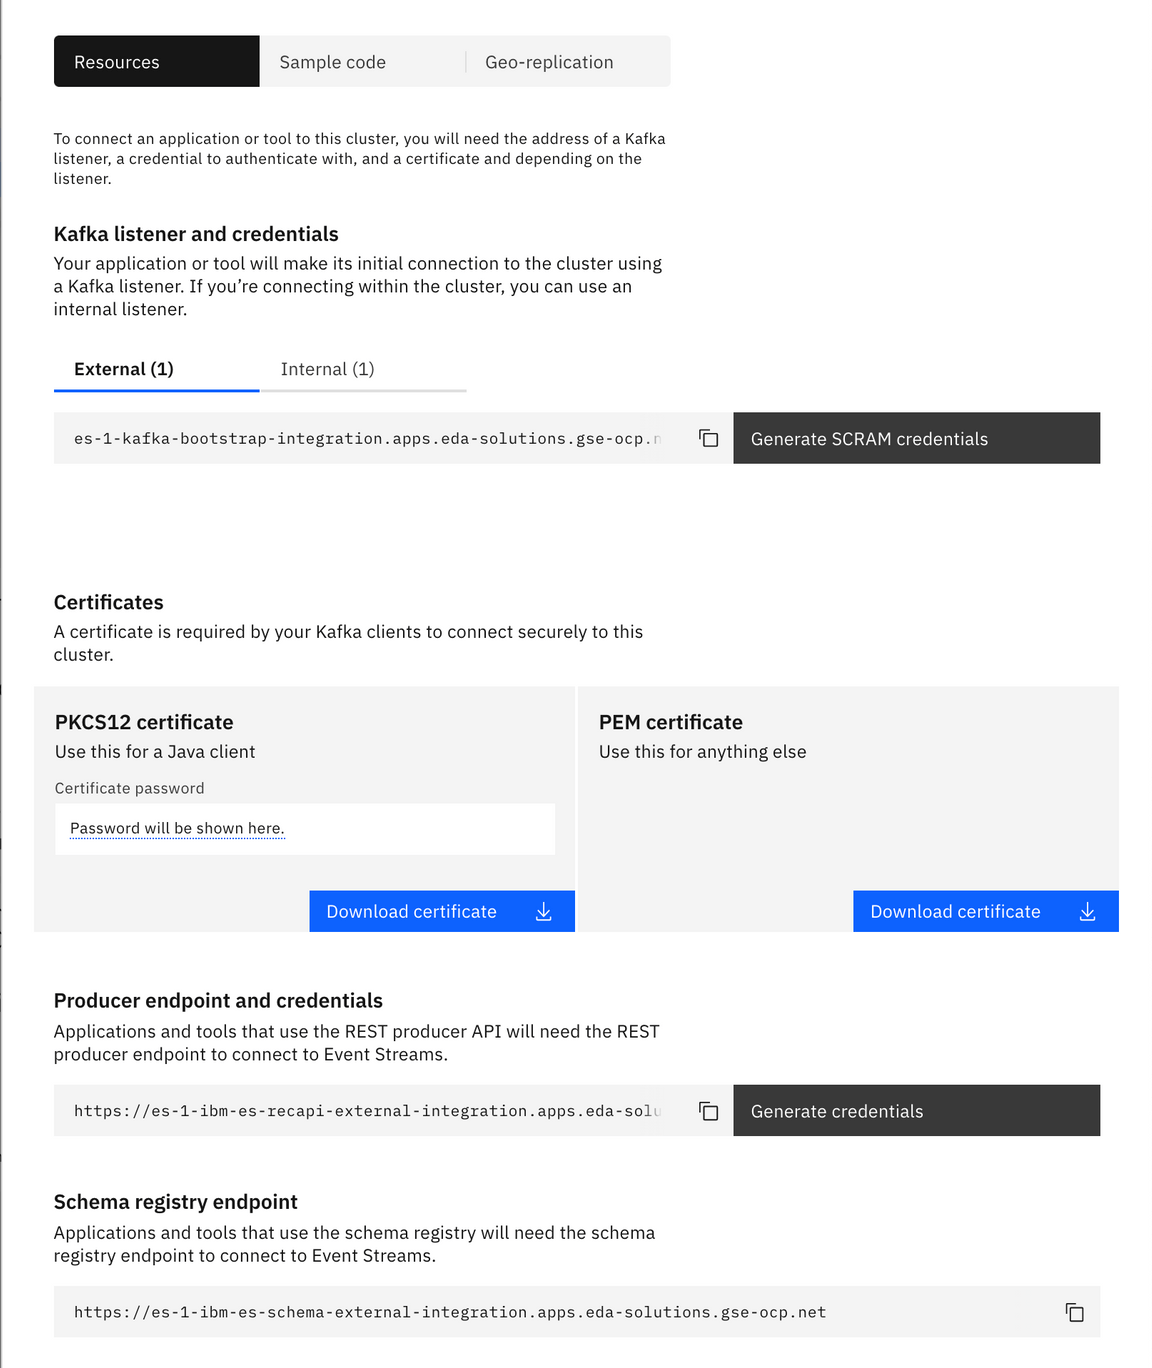 Resources
Sample code
Geo-replication
To connect an application or tool to this cluster, you will need the address of a Kafka
listener, a credential to authenticate with, and a certificate and depending on the
listener.
Kafka listener and credentials
Your application or tool will make its initial connection to the cluster using
a Kafka listener. If you’re connecting within the cluster, you can use an
internal listener.
External (1)
Internal (1)
es-1-kafka-bootstrap-integration.apps.eda-solutions.gse-ocp.n
Generate SCRAM credentials
Certificates
A certificate is required by your Kafka clients to connect securely to this
cluster.
PKCS12 certificate
Use this for a Java client
Certificate password
Password will be shown here.
Download certificate
PEM certificate
Use this for anything else
Download certificate
Producer endpoint and credentials
Applications and tools that use the REST producer API will need the REST
producer endpoint to connect to Event Streams.
https://es-1-ibm-es-recapi-external-integration.apps.eda-solu
Generate credentials
Schema registry endpoint
Applications and tools that use the schema registry will need the schema
registry endpoint to connect to Event Streams.
https://es-1-ibm-es-schema-external-integration.apps.eda-solutions.gse-ocp.net